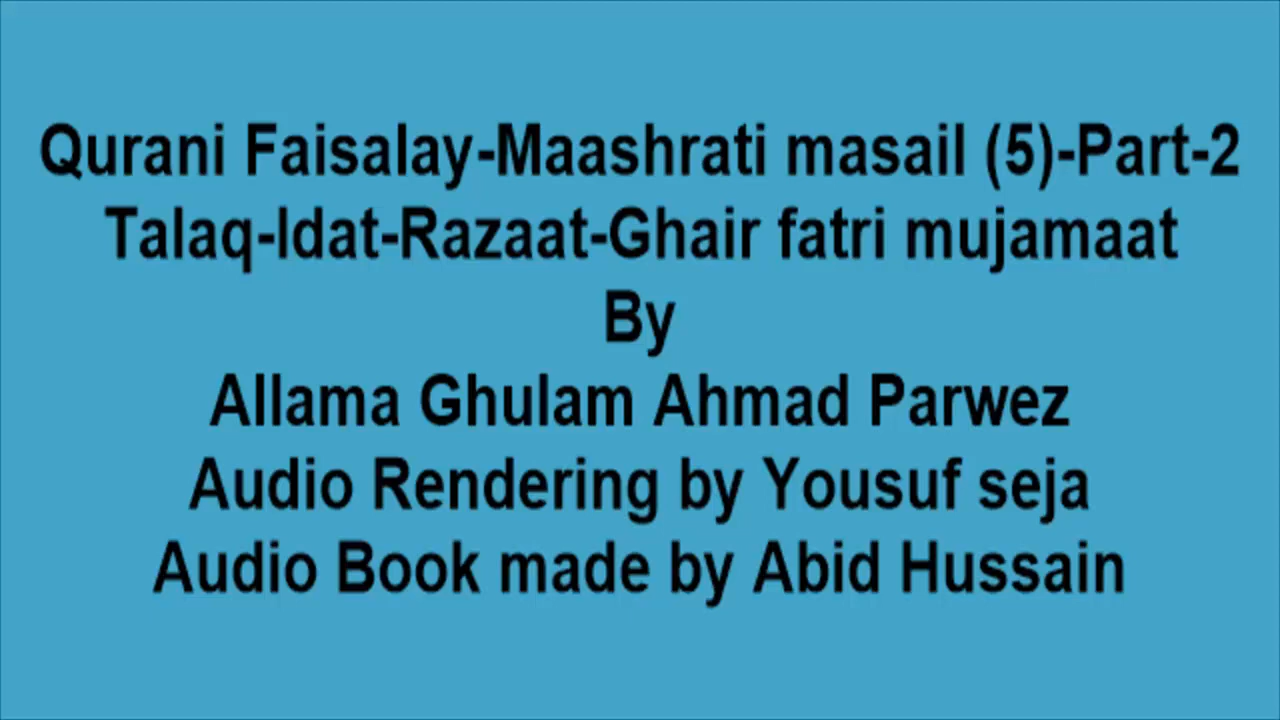 Qurani Faisalay-Maashrati masail (5)-Part-2
Talaq-Idat-Razaat-Ghair fatri mujamaat
By
Allama Ghulam Ahmad Parwez
Audio Rendering by Yousuf seja
Audio Book made by Abid Hussain